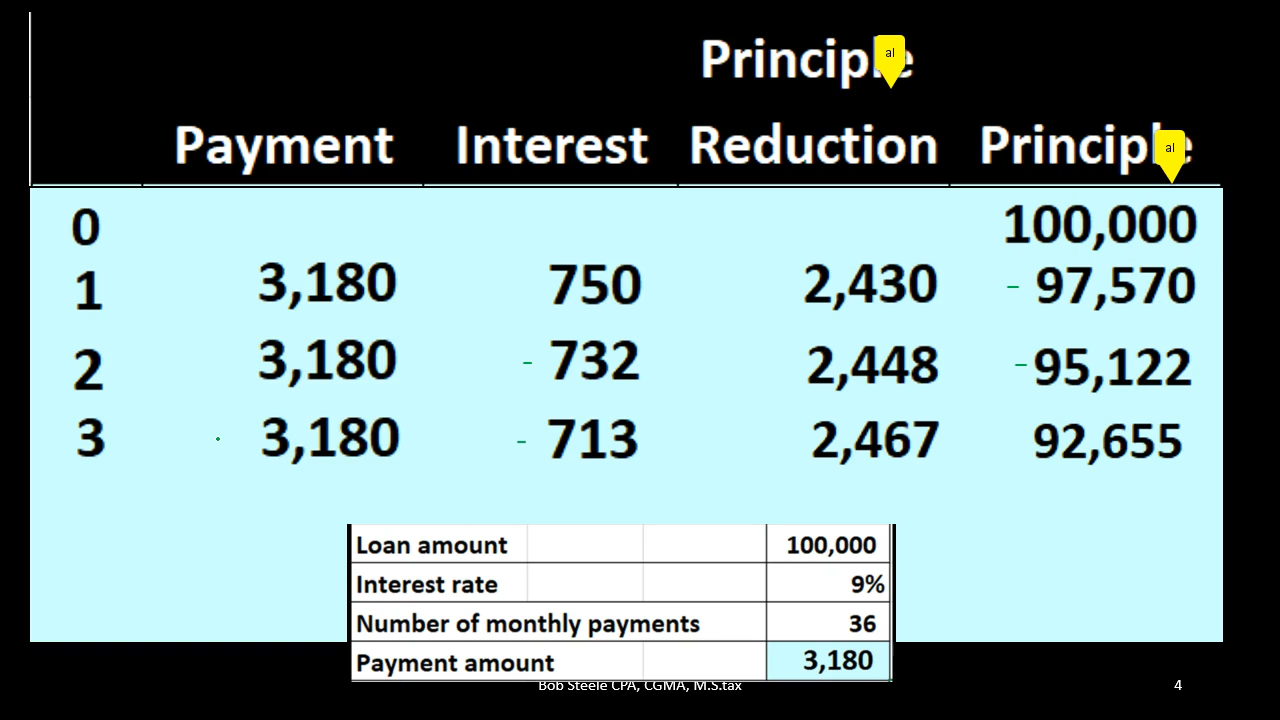 Principle
al
Payment Interest Reduction Principle
al
0 100,000
1 3,180 750 2,430 - 97,570
2 3,180 - 732 2,448 - 95,122
3 3,180 - 713 2,467 92,655
Loan amount 100,000
Interest rate 9%
Number of monthly payments 36
Payment amount 3,180
Bob Steele CPA, CGMA, M.S.tax 4